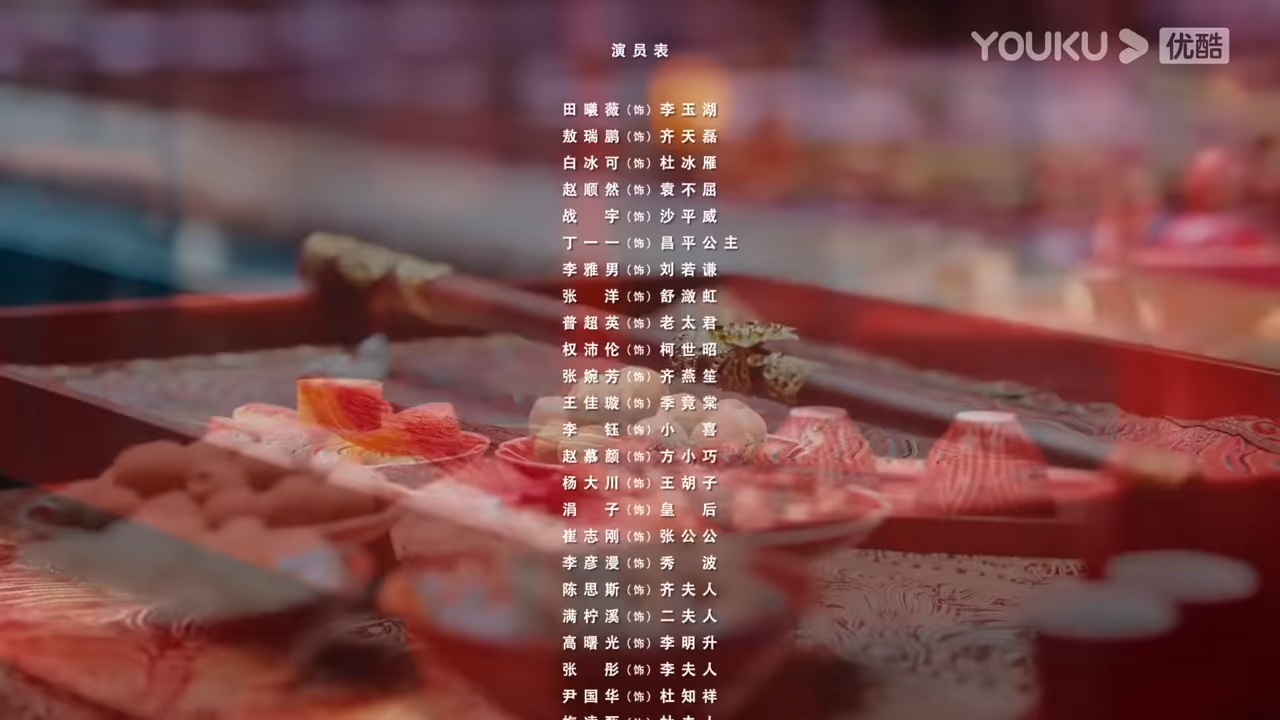 YOUKU 优酷
演员表
田曦薇（饰）李玉湖
敖瑞鹏（饰）齐天磊
白冰可（饰）杜冰雁
赵顺然（饰）袁不屈
战宇（饰）沙平威
丁一一（饰）昌平公主
李雅男（饰）刘若谦
张洋（饰）舒潋虹
普超英（饰）老太君
权沛伦（饰）柯世昭
张婉芳（饰）齐燕笙
王佳璇（饰）季竟棠
李钰（饰）小喜
赵慕颜（饰）方小巧
杨大川（饰）王胡子
涓子（饰）皇后
崔志刚（饰）张公公
李彦漫（饰）秀波
陈思斯（饰）齐夫人
满柠溪（饰）二夫人
高曙光（饰）李明升
张彤（饰）李夫人
尹国华（饰）杜知祥